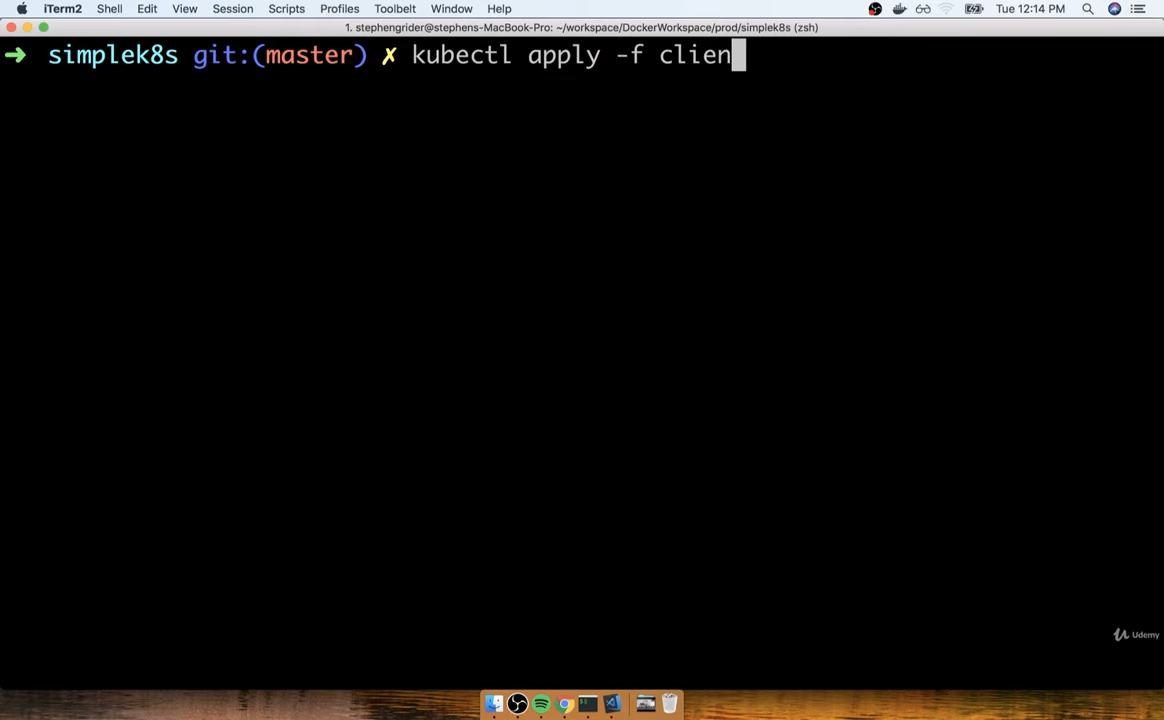 iTerm2 Shell Edit View Session Scripts Profiles Toolbelt Window Help Tue 12:14 PM
1. stephengrider@stephens-MacBook-Pro: ~/workspace/DockerWorkspace/prod/simplek8s (zsh)
➜ simplek8s git:(master) ✗ kubectl apply -f clien
Udemy